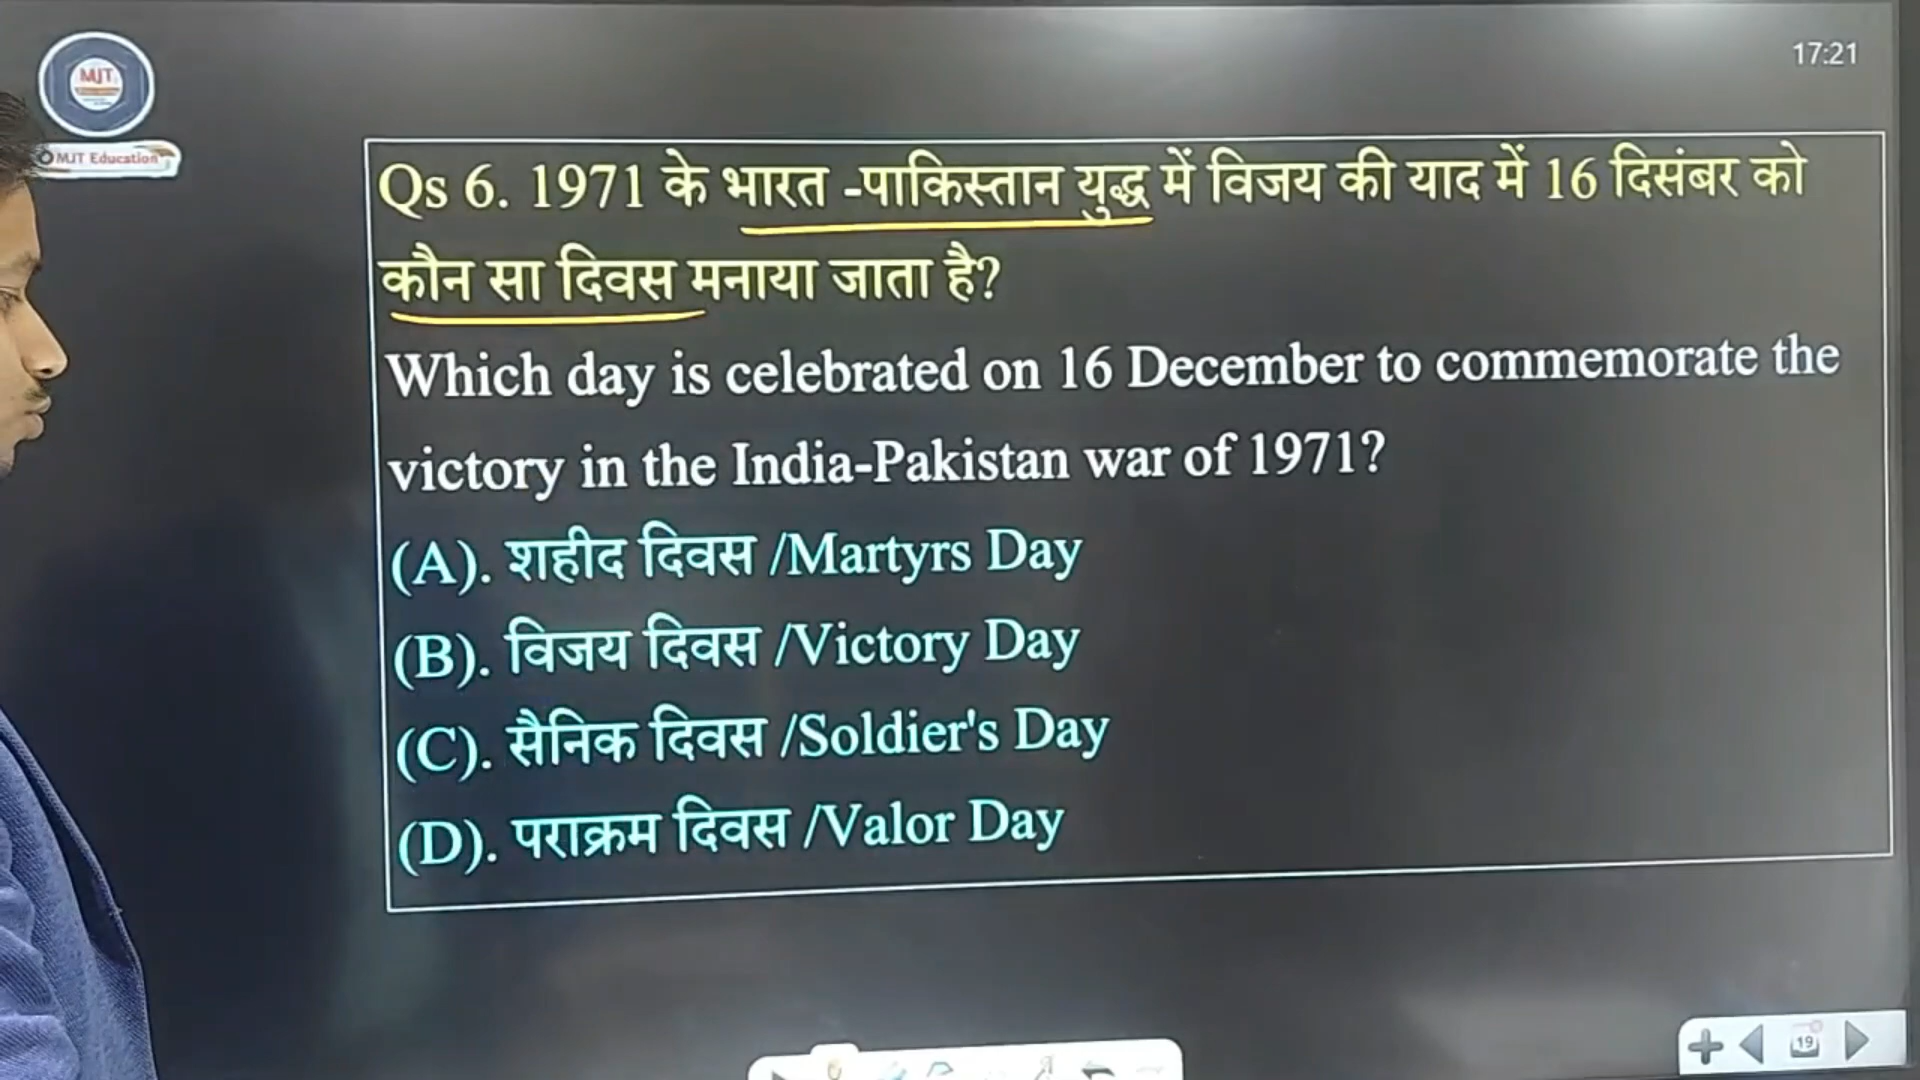 17:21
MJT
MJT Education
Qs 6. 1971 के भारत -पाकिस्तान युद्ध में विजय की याद में 16 दिसंबर को
कौन सा दिवस मनाया जाता है?
Which day is celebrated on 16 December to commemorate the
victory in the India-Pakistan war of 1971?
(A). शहीद दिवस /Martyrs Day
(B). विजय दिवस /Victory Day
(C). सैनिक दिवस /Soldier's Day
(D). पराक्रम दिवस /Valor Day
19